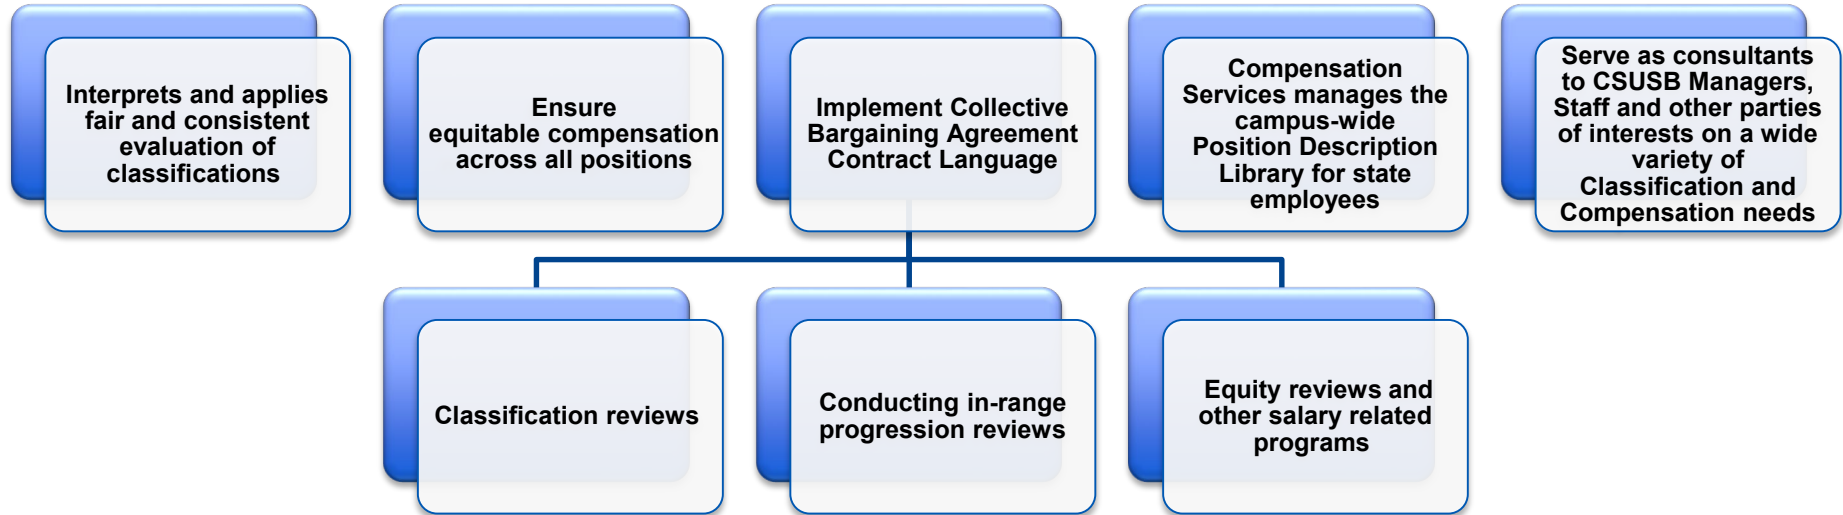 Interprets and applies
fair and consistent
evaluation of
classifications
Ensure
equitable compensation
across all positions
Implement Collective
Bargaining Agreement
Contract Language
Compensation
Services manages the
campus-wide
Position Description
Library for state
employees
Serve as consultants
to CSUSB Managers,
Staff and other parties
of interests on a wide
variety of
Classification and
Compensation needs
Classification reviews
Conducting in-range
progression reviews
Equity reviews and
other salary related
programs